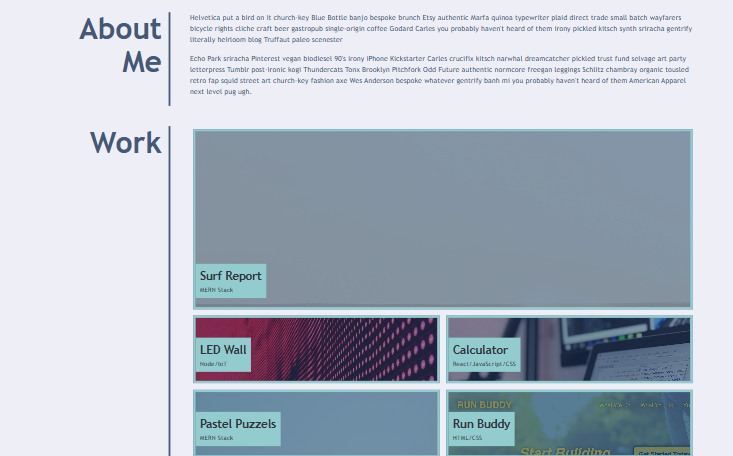 About
Me
Helvetica put a bird on it church-key Blue Bottle banjo bespoke brunch Etsy authentic Marfa quinoa typewriter plaid direct trade small batch wayfarers
bicycle rights cliche craft beer gastropub single-origin coffee Godard Carles you probably haven't heard of them irony pickled kitsch synth sriracha gentrify
literally heirloom blog Truffaut paleo scenester
Echo Park sriracha Pinterest vegan biodiesel 90's irony iPhone Kickstarter Carles crucifix kitsch narwhal dreamcatcher pickled trust fund selvage art party
letterpress Tumblr post-ironic kogi Thundercats Tonx Brooklyn Pitchfork Odd Future authentic normcore freegan leggings Schlitz chambray organic tousled
retro fap squid street art church-key fashion axe Wes Anderson bespoke whatever gentrify banh mi you probably haven't heard of them American Apparel
next level pug ugh.
Work
Surf Report
MERN Stack
LED Wall
Node/IoT
Calculator
React/JavaScript/CSS
Pastel Puzzels
MERN Stack
RUN BUDDY
Run Buddy
HTML/CSS
Start Building
Get Started Today